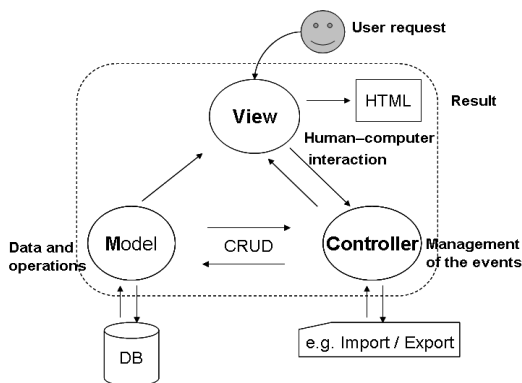 User request
View
HTML
Result
Human–computer
interaction
Model
CRUD
Controller
Data and
operations
Management
of the events
DB
e.g. Import / Export